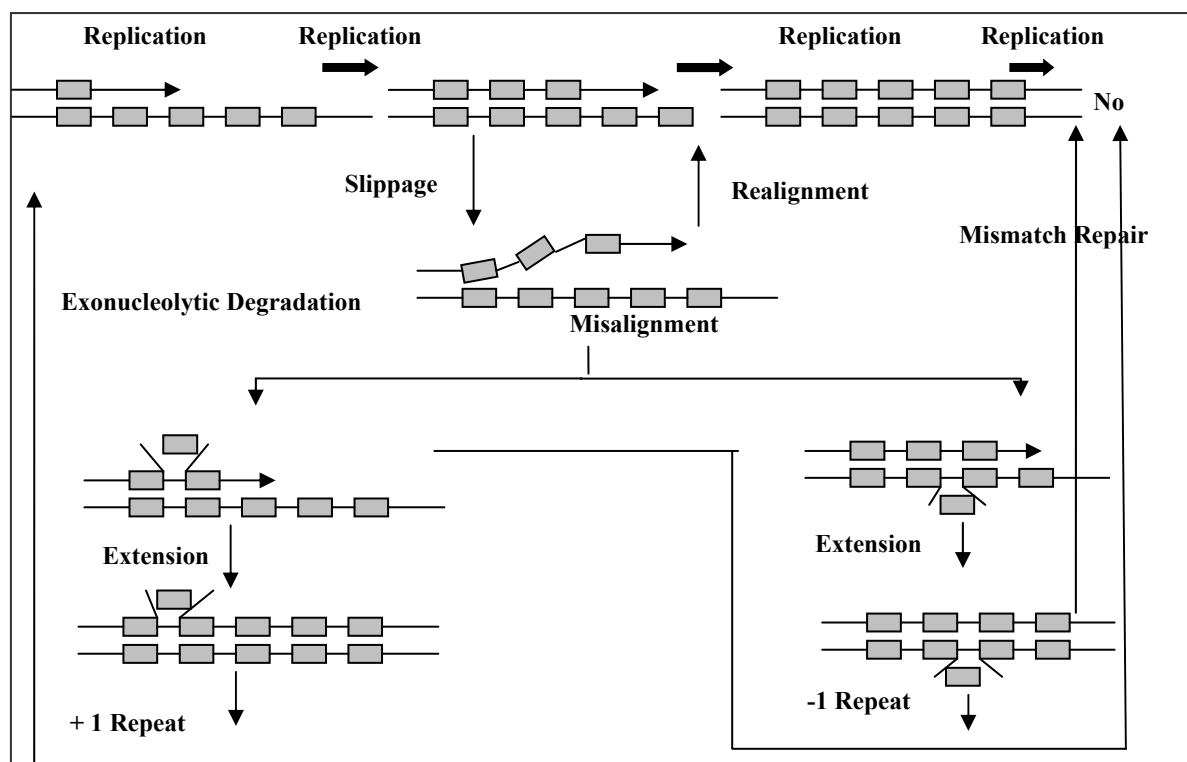 Replication Replication Replication Replication
No
Slippage
Realignment
Mismatch Repair
Exonucleolytic Degradation
Misalignment
Extension
Extension
+ 1 Repeat
-1 Repeat